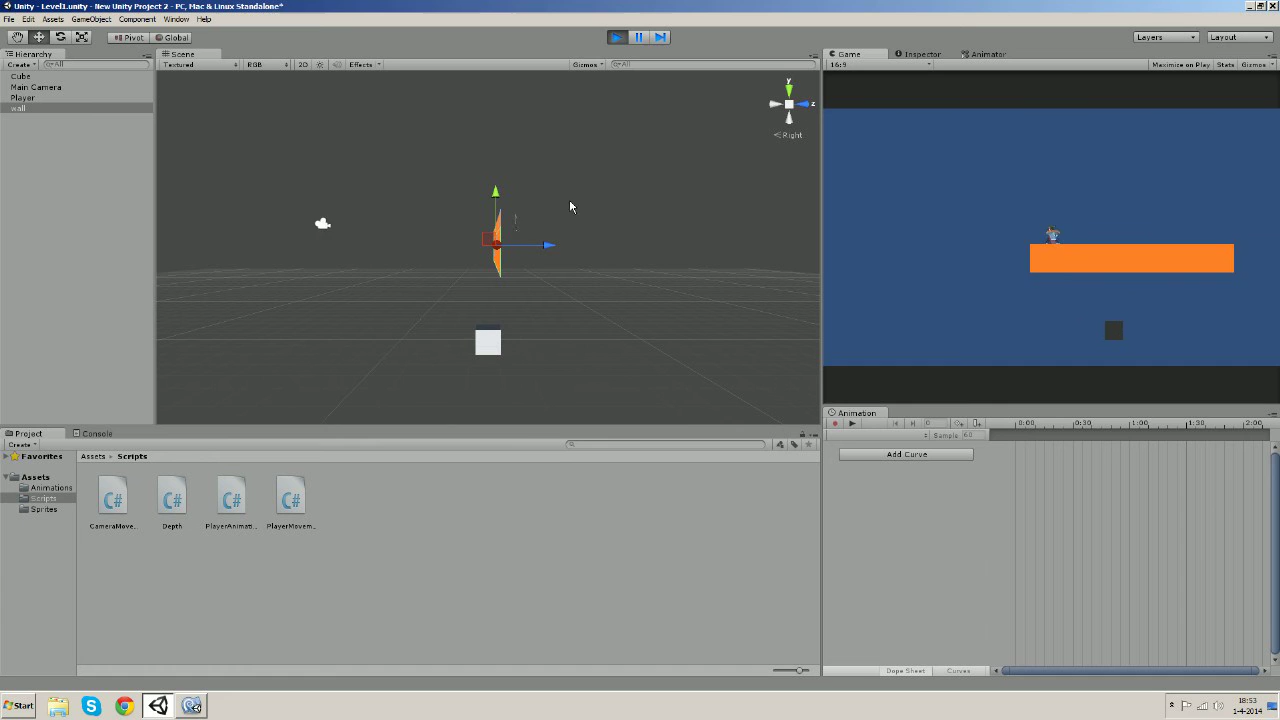 Unity - Level1.unity - New Unity Project 2 - PC, Mac & Linux Standalone*
File Edit Assets GameObject Component Window Help
Pivot Global
Layers Layout
Hierarchy
Create All
Cube
Main Camera
Player
wall
Scene
Textured RGB 2D Effects Gizmos All
y
z
Right
Game Inspector Animator
16:9 Maximize on Play Stats Gizmos
Animation
0 0:00 0:30 1:00 1:30 2:00
Sample 60
Add Curve
Dope Sheet Curves
Project Console
Create
Favorites
Assets
Animations
Scripts
Sprites
Assets Scripts
C# C# C# C#
CameraMove... Depth PlayerAnimati... PlayerMovem...
Start
18:53
1-4-2014